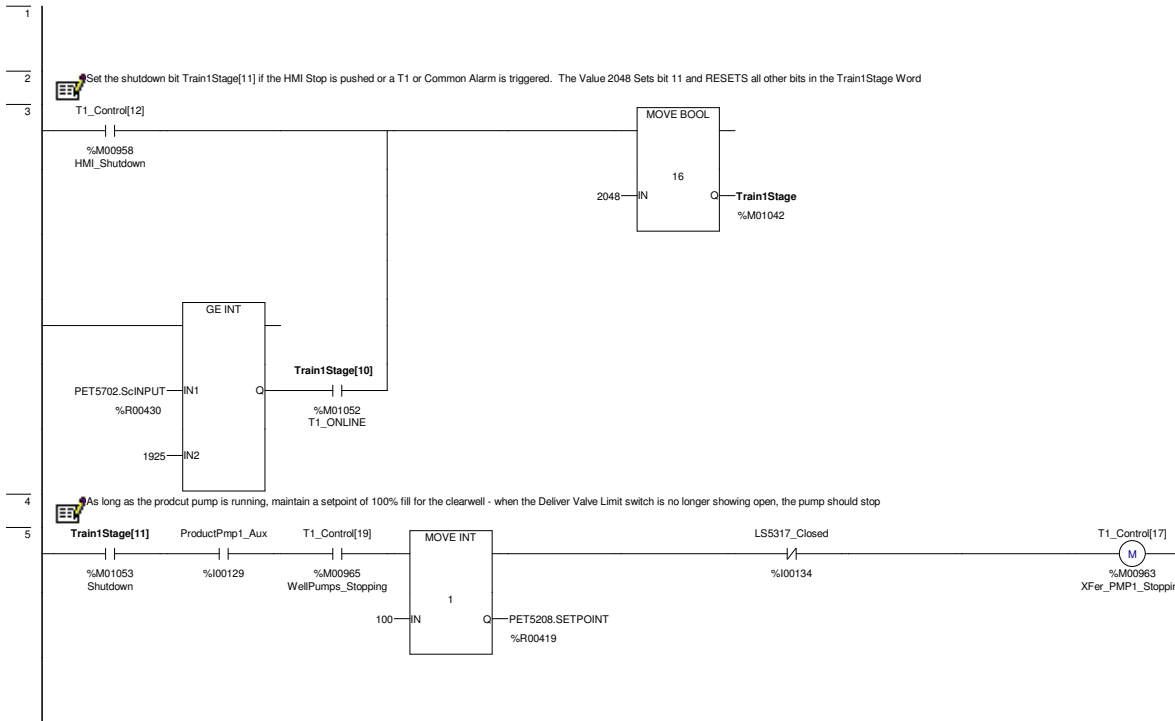 1
2
Set the shutdown bit Train1Stage[11] if the HMI Stop is pushed or a T1 or Common Alarm is triggered. The Value 2048 Sets bit 11 and RESETS all other bits in the Train1Stage Word
3
T1_Control[12]
%M00958
HMI_Shutdown
MOVE BOOL
16
2048
IN
Q
Train1Stage
%M01042
GE INT
Train1Stage[10]
PET5702.ScINPUT
IN1
Q
%R00430
%M01052
T1_ONLINE
1925
IN2
4
As long as the prodcut pump is running, maintain a setpoint of 100% fill for the clearwell - when the Deliver Valve Limit switch is no longer showing open, the pump should stop
5
Train1Stage[11]
ProductPmp1_Aux
T1_Control[19]
MOVE INT
LS5317_Closed
T1_Control[17]
M
%M01053
Shutdown
%I00129
%M00965
WellPumps_Stopping
1
%I00134
%M00963
XFer_PMP1_Stoppin
100
IN
Q
PET5208.SETPOINT
%R00419